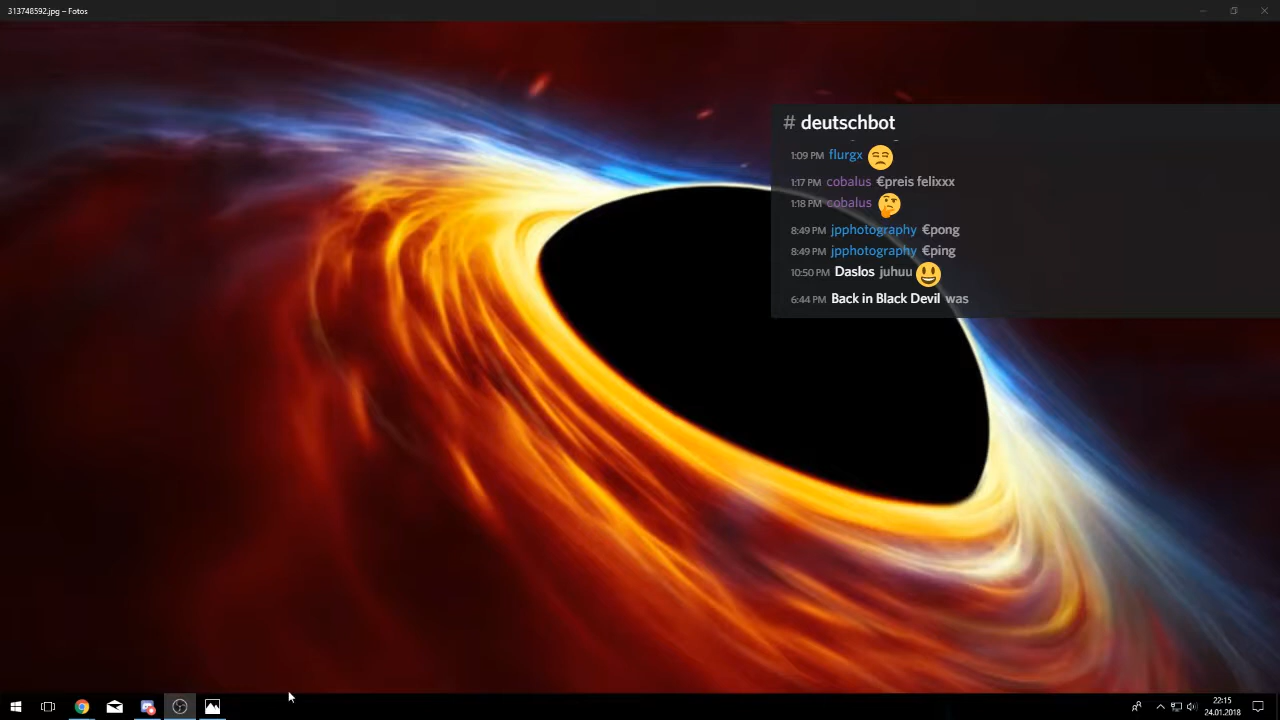 313748592.jpg – Fotos
# deutschbot
1:09 PM flurgx
1:17 PM cobalus €preis felixxx
1:18 PM cobalus
8:49 PM jpphotography €pong
8:49 PM jpphotography €ping
10:50 PM Daslos juhuu
6:44 PM Back in Black Devil was
22:15
24.01.2018